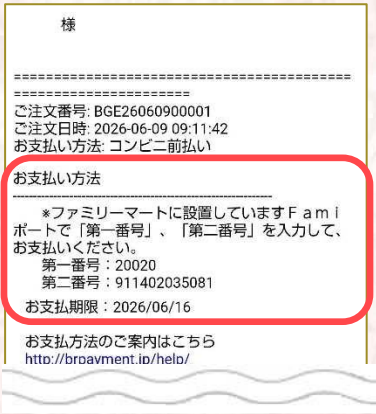 様
==========================================
======================
ご注文番号: BGE26060900001
ご注文日時: 2026-06-09 09:11:42
お支払い方法: コンビニ前払い
お支払い方法
--------------------------------------------------
*ファミリーマートに設置していますＦａｍｉ
ポートで「第一番号」、「第二番号」を入力して、
お支払いください。
第一番号：20020
第二番号：911402035081
お支払期限：2026/06/16
お支払方法のご案内はこちら
http://brpayment.jp/help/